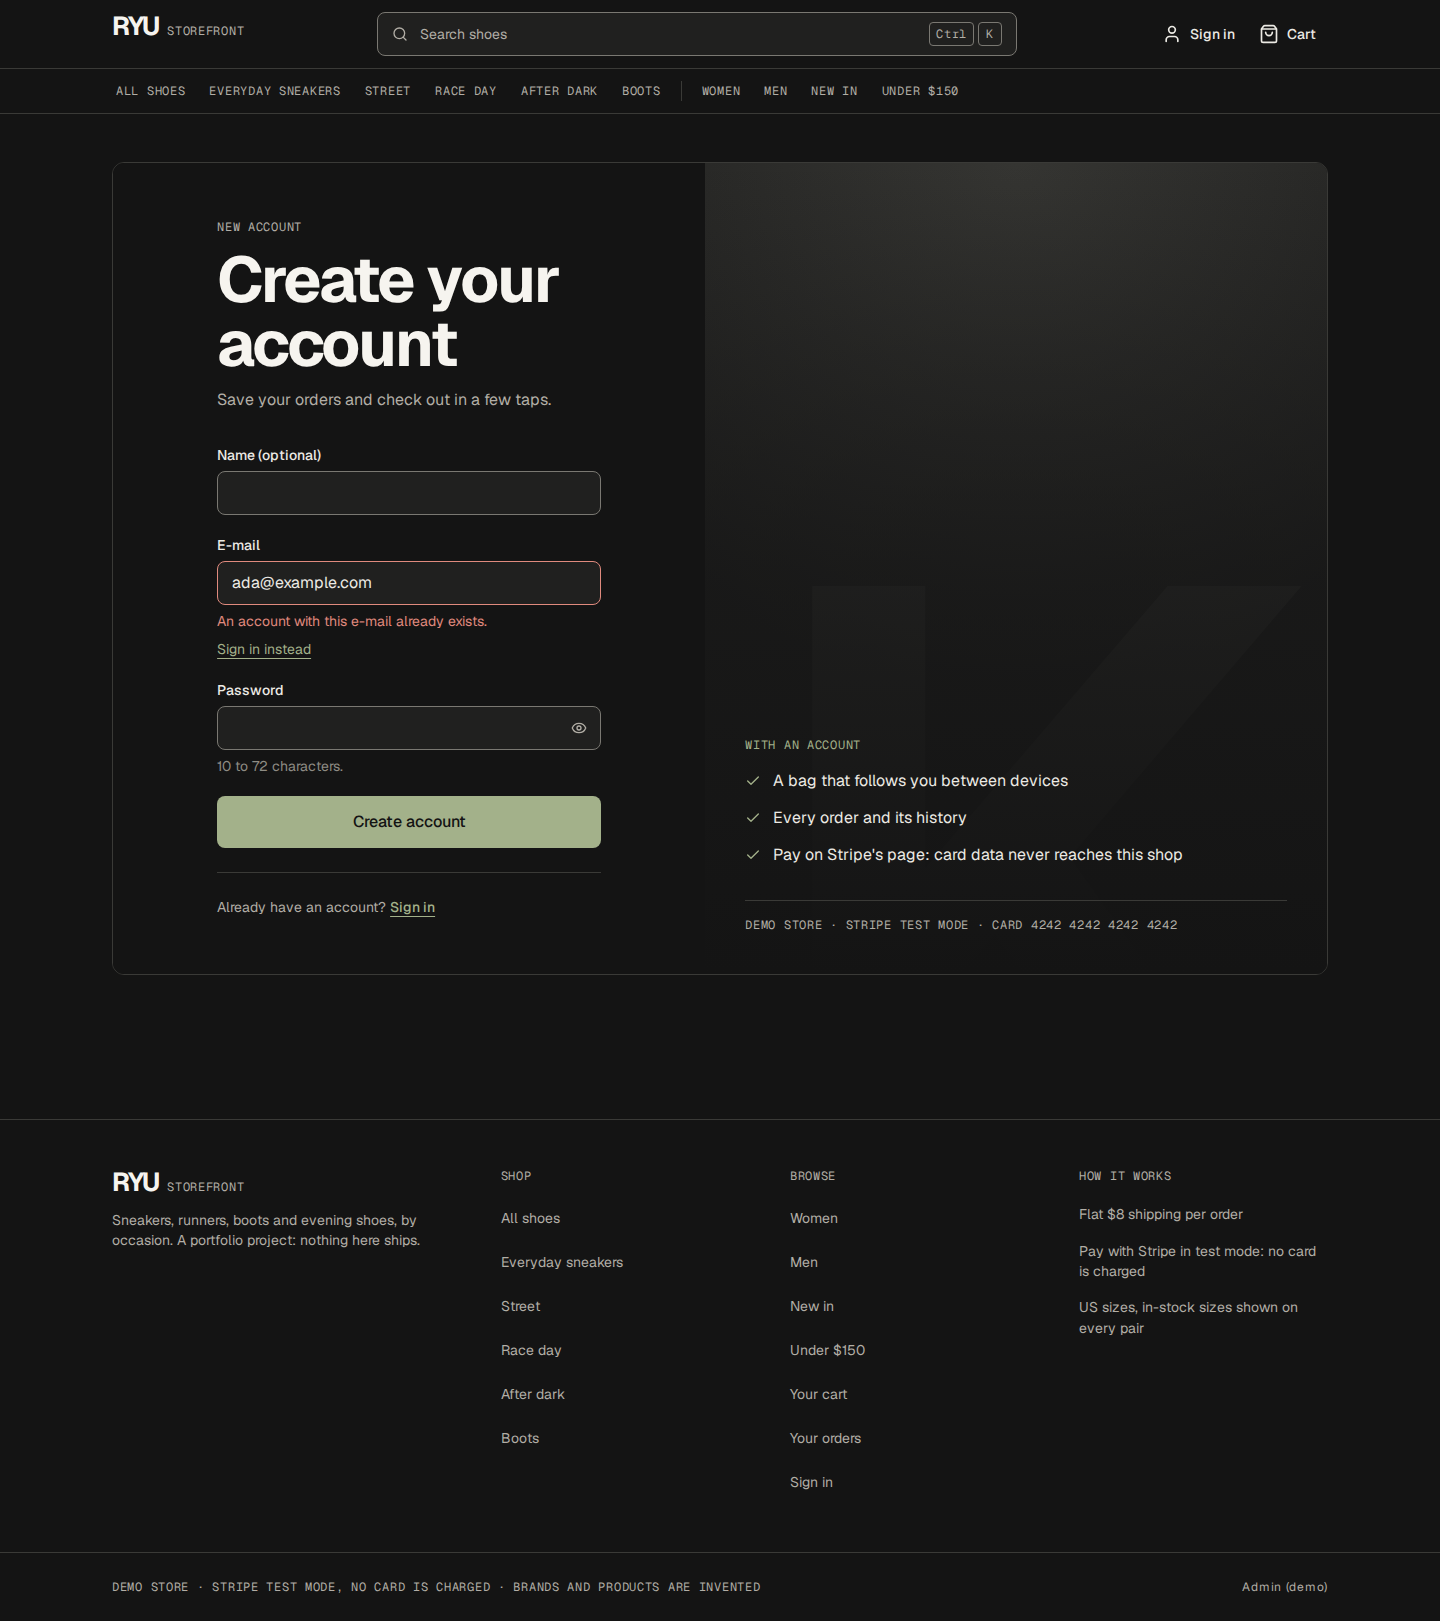 RYU STOREFRONT
Search shoes
Ctrl K
Sign in
Cart
ALL SHOES EVERYDAY SNEAKERS STREET RACE DAY AFTER DARK BOOTS WOMEN MEN NEW IN UNDER $150
NEW ACCOUNT
Create your
account
Save your orders and check out in a few taps.
Name (optional)
E-mail
ada@example.com
An account with this e-mail already exists.
Sign in instead
Password
10 to 72 characters.
Create account
Already have an account? Sign in
WITH AN ACCOUNT
A bag that follows you between devices
Every order and its history
Pay on Stripe's page: card data never reaches this shop
DEMO STORE · STRIPE TEST MODE · CARD 4242 4242 4242 4242
RYU STOREFRONT
Sneakers, runners, boots and evening shoes, by
occasion. A portfolio project: nothing here ships.
SHOP
All shoes
Everyday sneakers
Street
Race day
After dark
Boots
BROWSE
Women
Men
New in
Under $150
Your cart
Your orders
Sign in
HOW IT WORKS
Flat $8 shipping per order
Pay with Stripe in test mode: no card
is charged
US sizes, in-stock sizes shown on
every pair
DEMO STORE · STRIPE TEST MODE, NO CARD IS CHARGED · BRANDS AND PRODUCTS ARE INVENTED
Admin (demo)